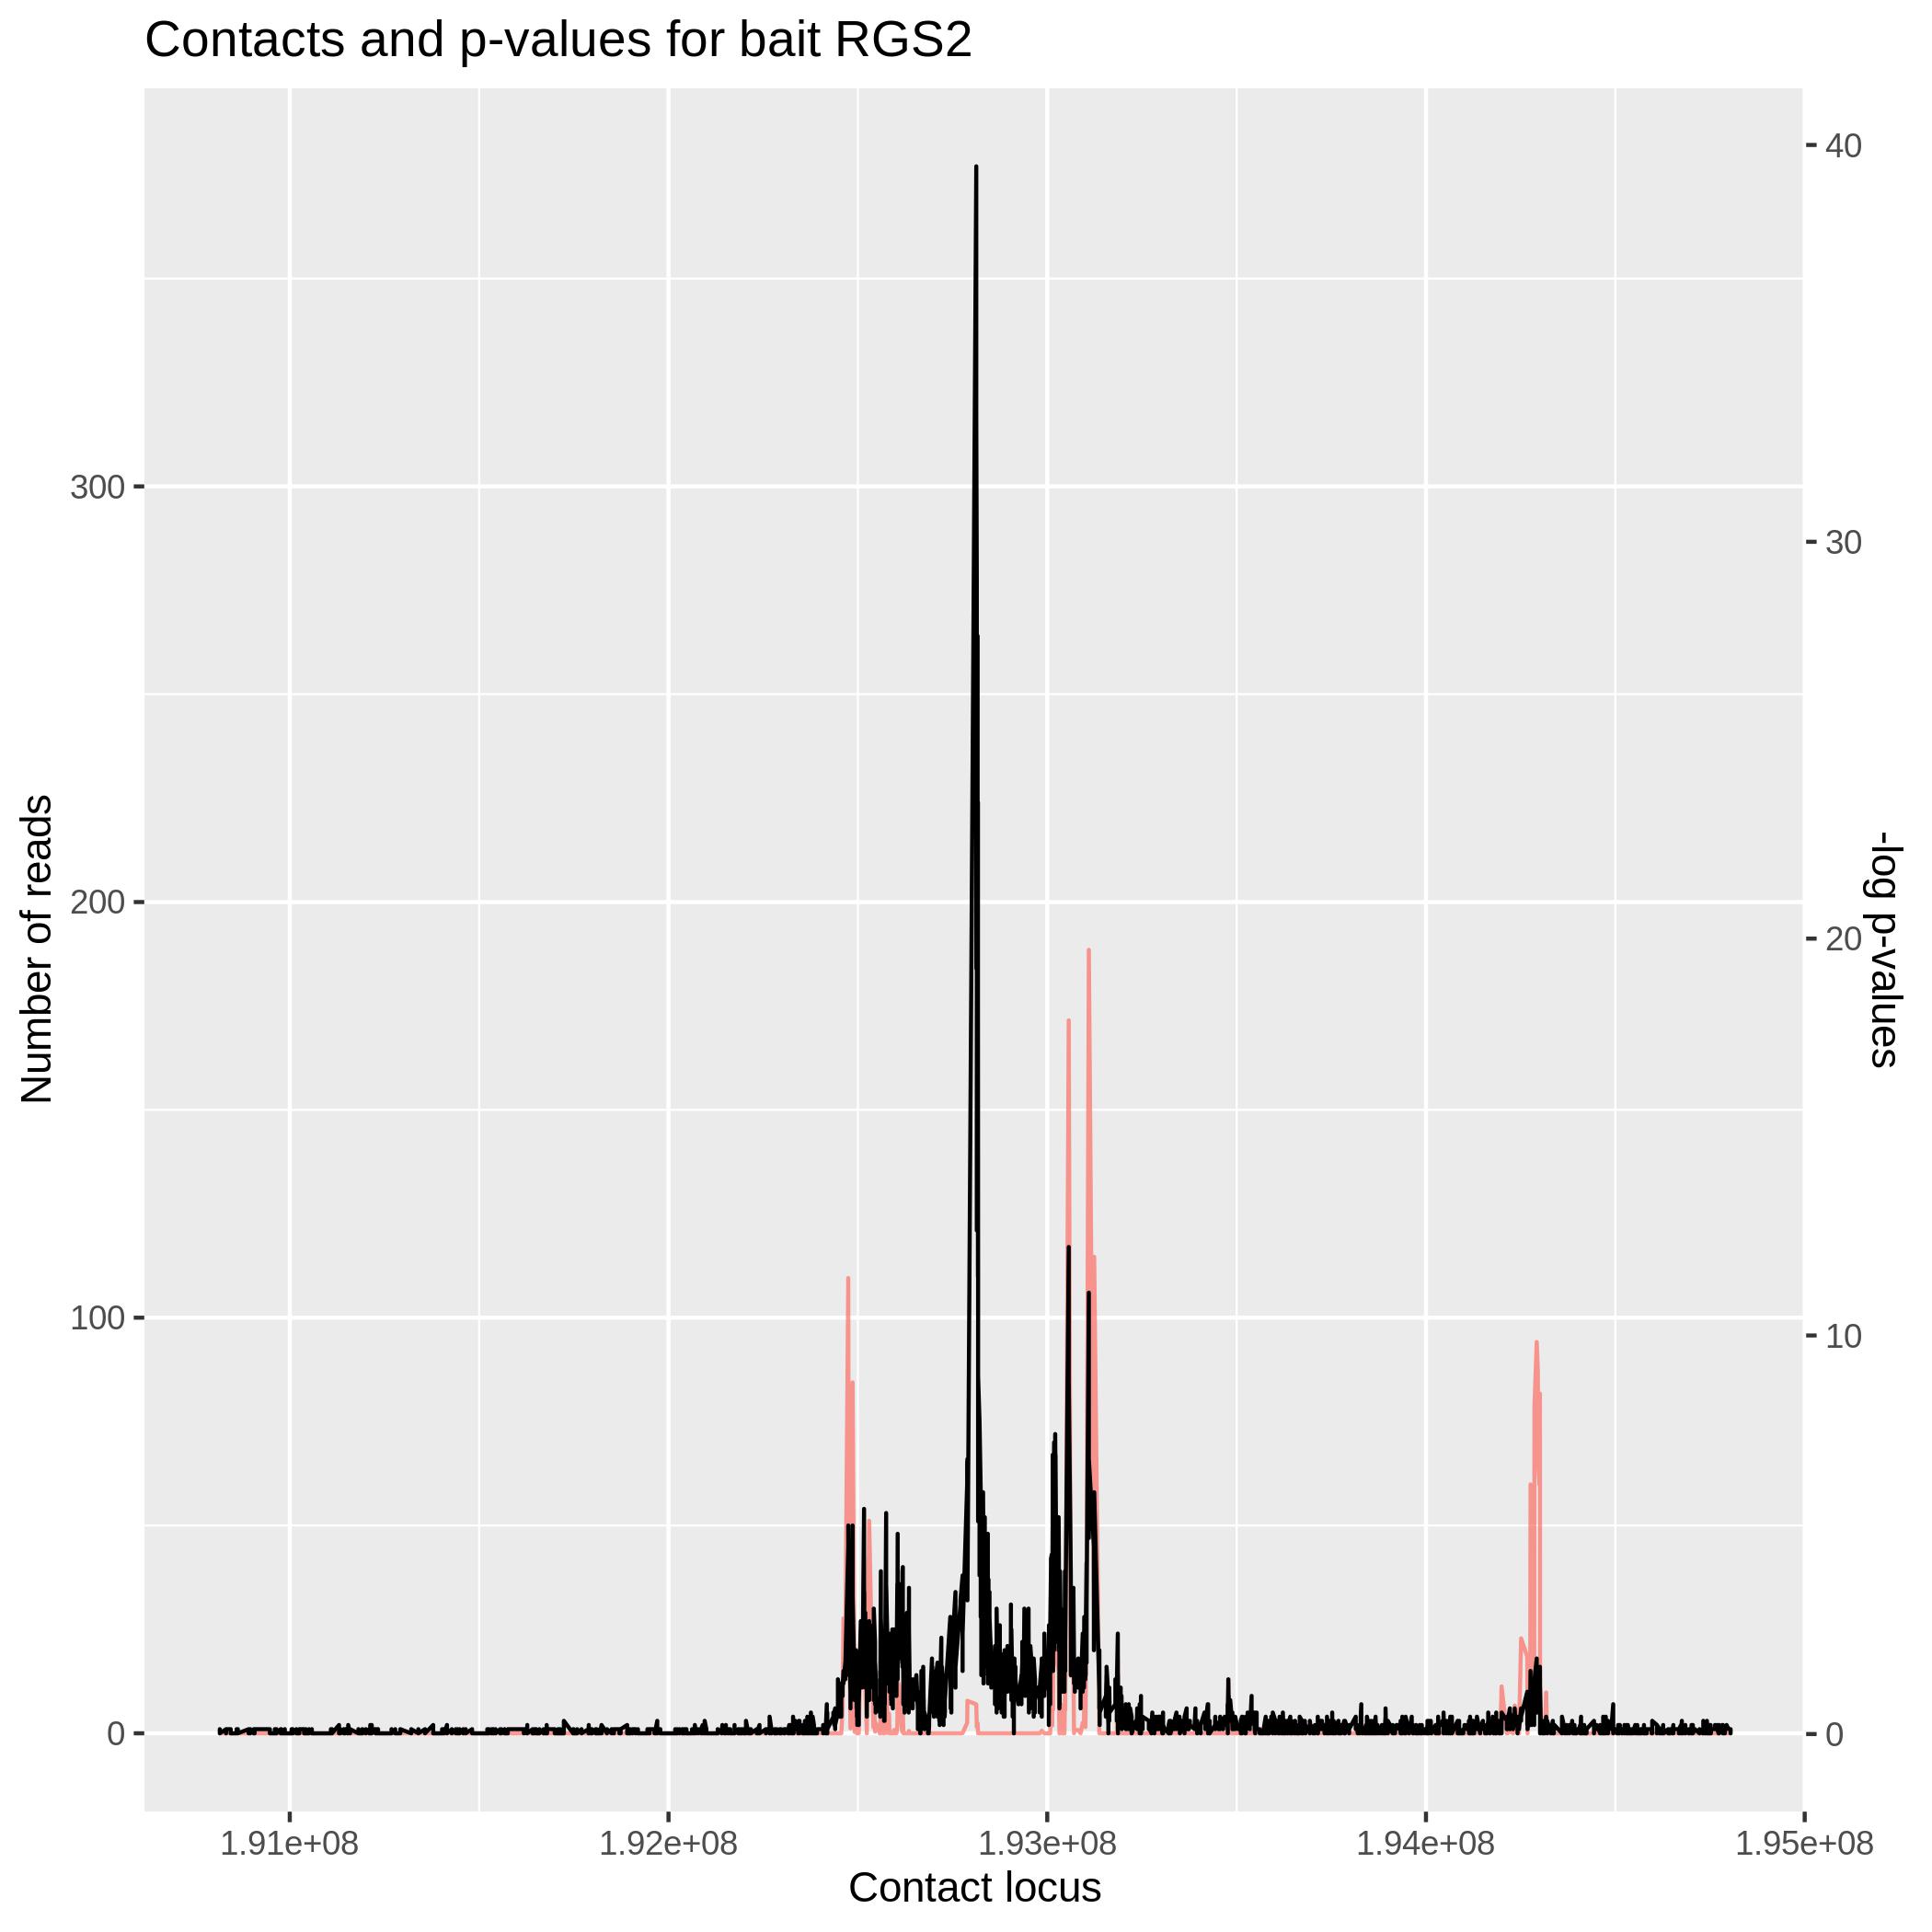 Contacts and p-values for bait RGS2
40
300
30
200
20
100
10
0
0
Number of reads
-log p-values
1.91e+08
1.92e+08
1.93e+08
1.94e+08
1.95e+08
Contact locus